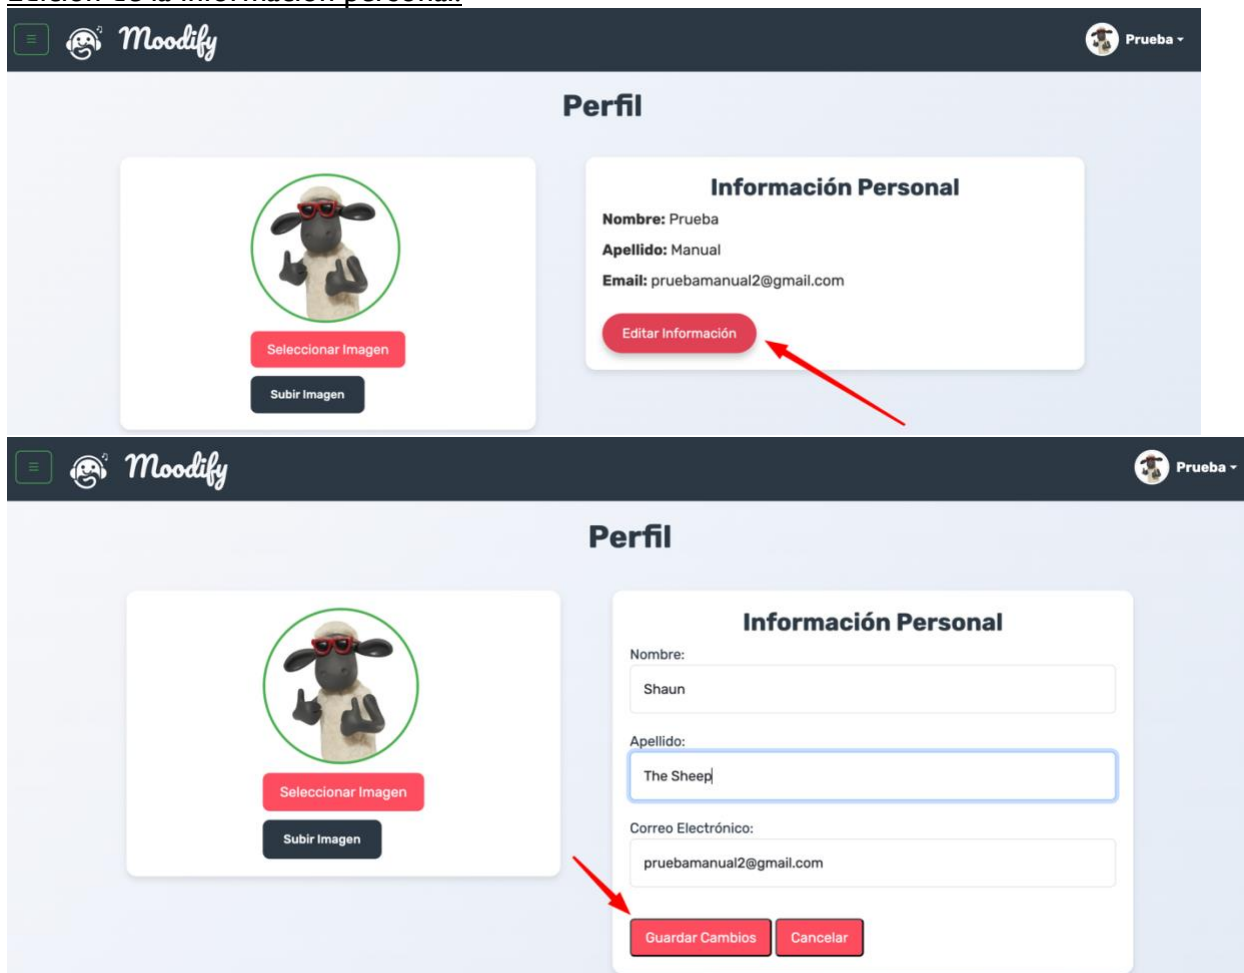 Edición de la información personal:
Moodify
Prueba
Perfil
Seleccionar Imagen
Subir Imagen
Información Personal
Nombre: Prueba
Apellido: Manual
Email: pruebamanual2@gmail.com
Editar Información
Moodify
Prueba
Perfil
Seleccionar Imagen
Subir Imagen
Información Personal
Nombre:
Shaun
Apellido:
The Sheep
Correo Electrónico:
pruebamanual2@gmail.com
Guardar Cambios Cancelar